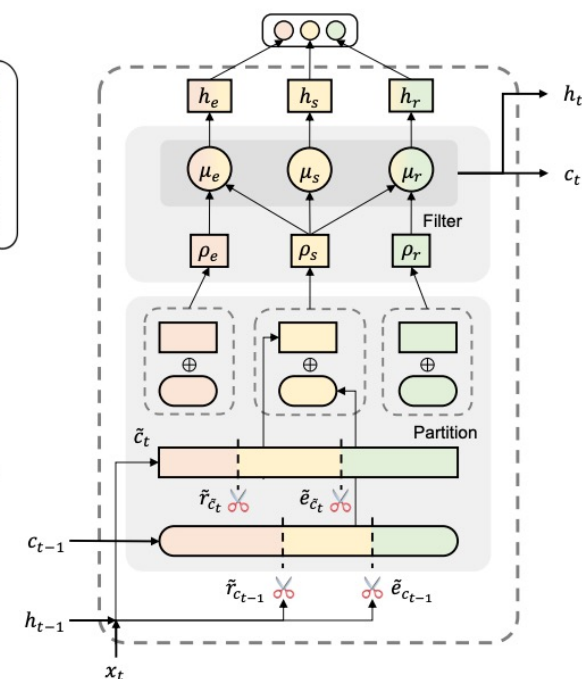 h_e h_s h_r
h_t
μ_e μ_s μ_r
c_t
Filter
ρ_e ρ_s ρ_r
⊕ ⊕ ⊕
Partition
c̃_t
r̃_{c̃_t} ẽ_{c̃_t}
c_{t−1}
r̃_{c_{t−1}} ẽ_{c_{t−1}}
h_{t−1}
x_t